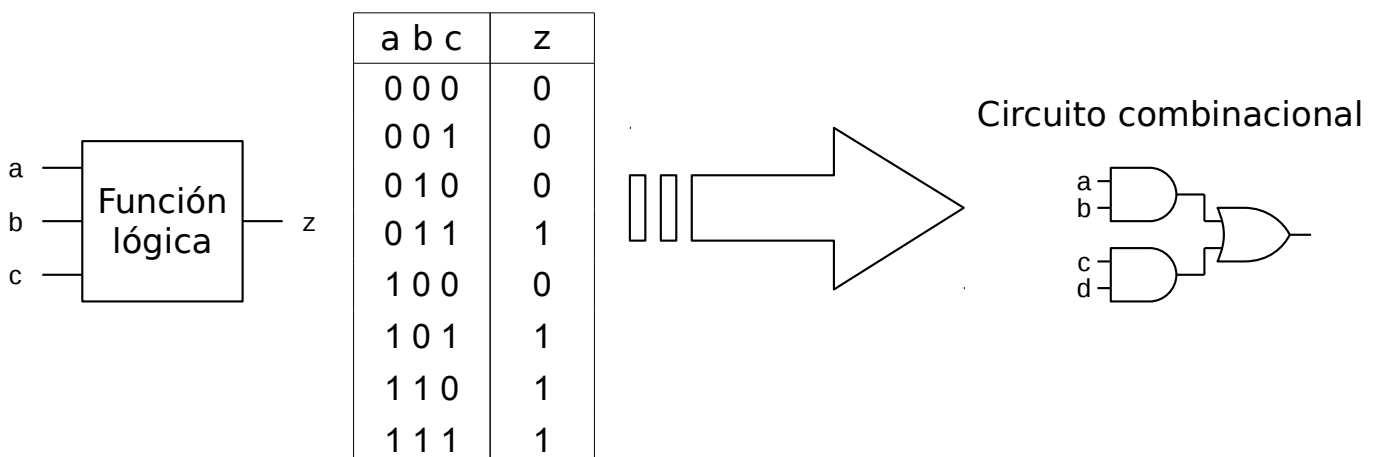 a
b
c
Función
lógica
z
a b c z
0 0 0 0
0 0 1 0
0 1 0 0
0 1 1 1
1 0 0 0
1 0 1 1
1 1 0 1
1 1 1 1
Circuito combinacional
a
b
c
d